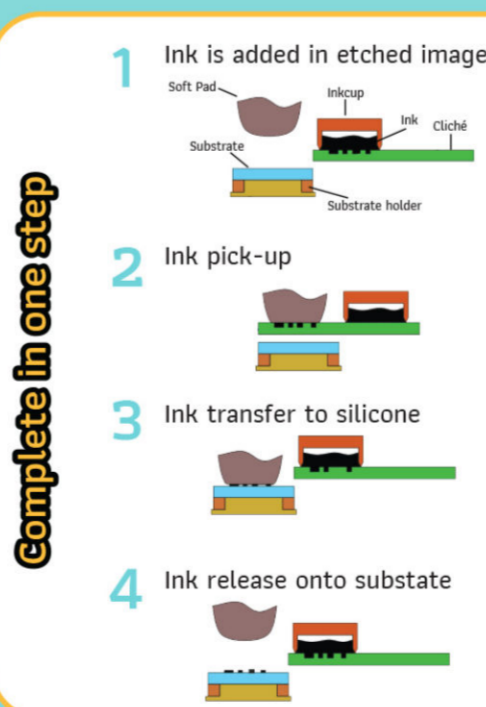 Complete in one step
1
Ink is added in etched image
Soft Pad
Inkcup
Ink
Cliché
Substrate
Substrate holder
2
Ink pick-up
3
Ink transfer to silicone
4
Ink release onto substate